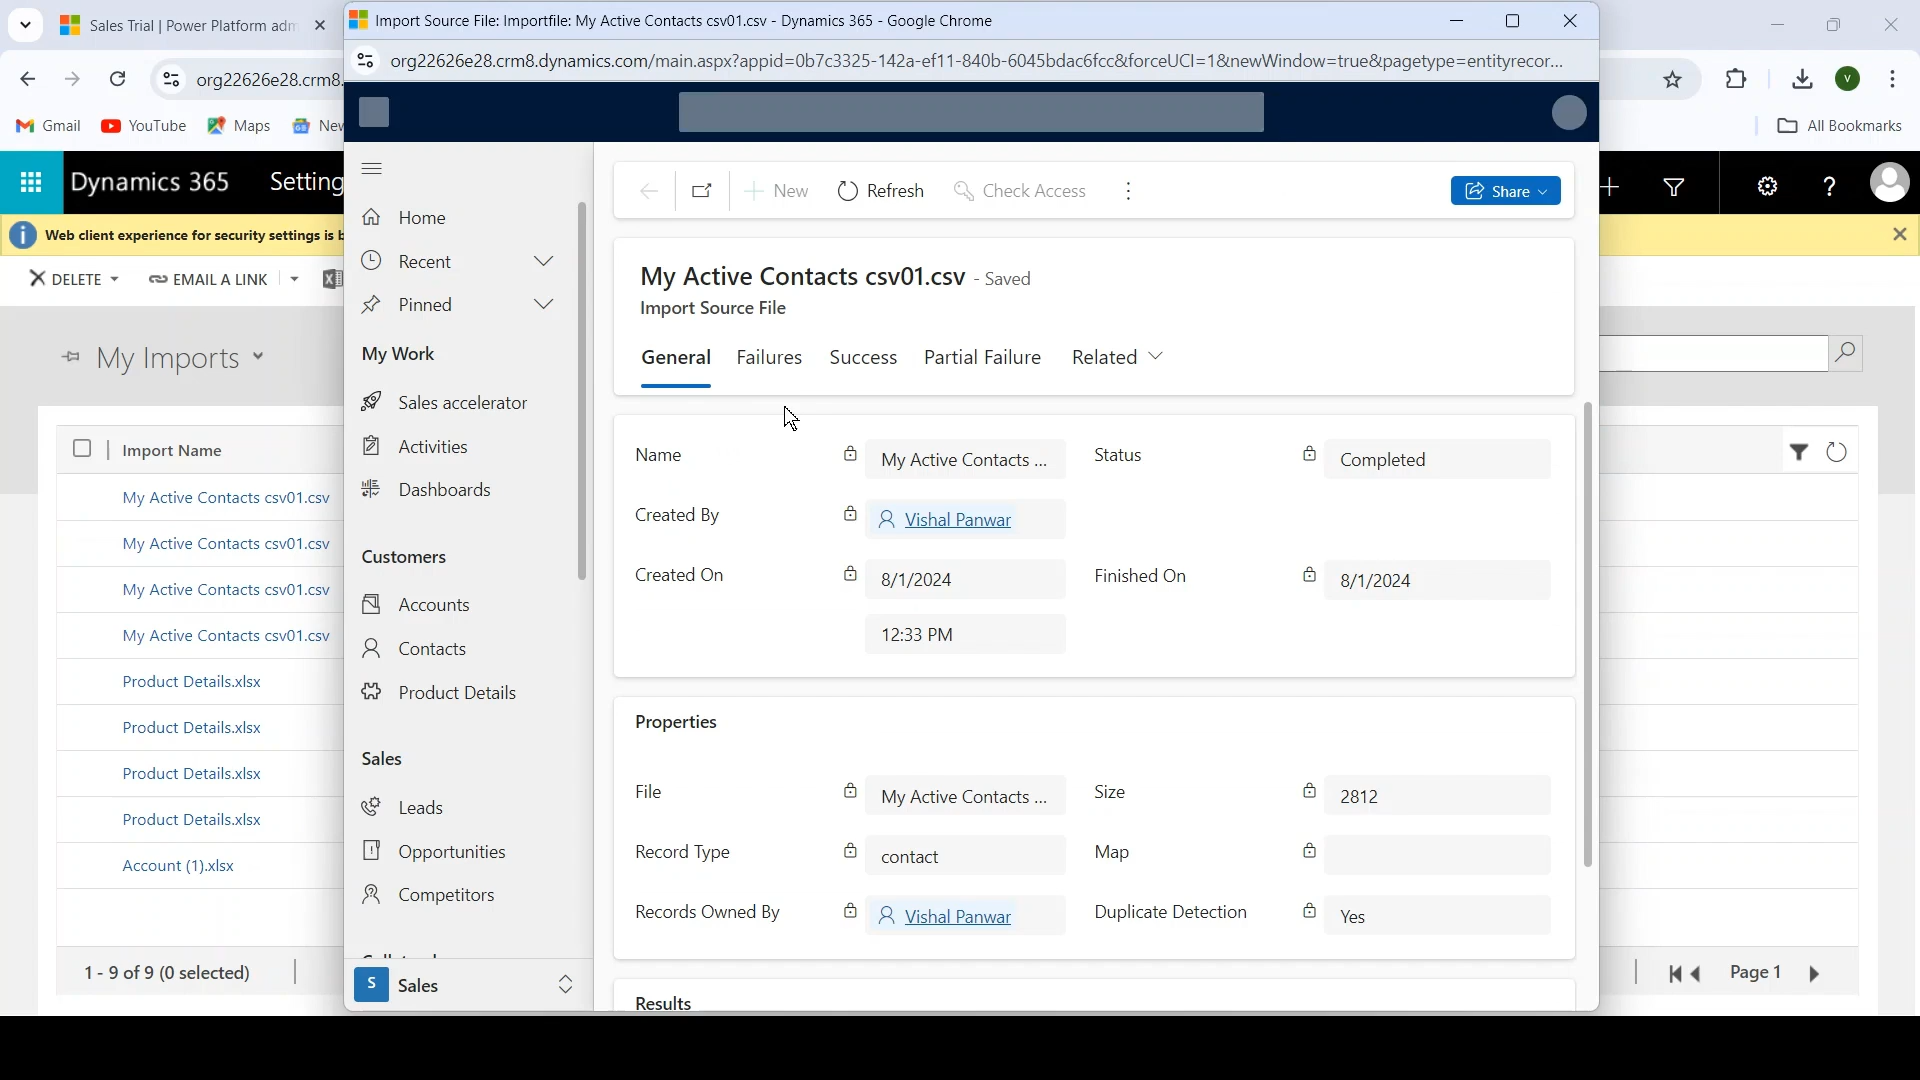 Sales Trial | Power Platform adm
Import Source File: Importfile: My Active Contacts csv01.csv - Dynamics 365 - Google Chrome
org22626e28.crm8.
org22626e28.crm8.dynamics.com/main.aspx?appid=0b7c3325-142a-ef11-840b-6045bdac6fcc&forceUCI=1&newWindow=true&pagetype=entityrecor...
V
Gmail
YouTube
Maps
New
All Bookmarks
Dynamics 365
Setting
Web client experience for security settings is b
DELETE
EMAIL A LINK
My Imports
Import Name
My Active Contacts csv01.csv
My Active Contacts csv01.csv
My Active Contacts csv01.csv
My Active Contacts csv01.csv
Product Details.xlsx
Product Details.xlsx
Product Details.xlsx
Product Details.xlsx
Account (1).xlsx
1 - 9 of 9 (0 selected)
Home
Recent
Pinned
My Work
Sales accelerator
Activities
Dashboards
Customers
Accounts
Contacts
Product Details
Sales
Leads
Opportunities
Competitors
S Sales
New
Refresh
Check Access
Share
My Active Contacts csv01.csv - Saved
Import Source File
General Failures Success Partial Failure Related
Name My Active Contacts ... Status Completed
Created By Vishal Panwar
Created On 8/1/2024 Finished On 8/1/2024
12:33 PM
Properties
File My Active Contacts ... Size 2812
Record Type contact Map
Records Owned By Vishal Panwar Duplicate Detection Yes
Results
Page 1